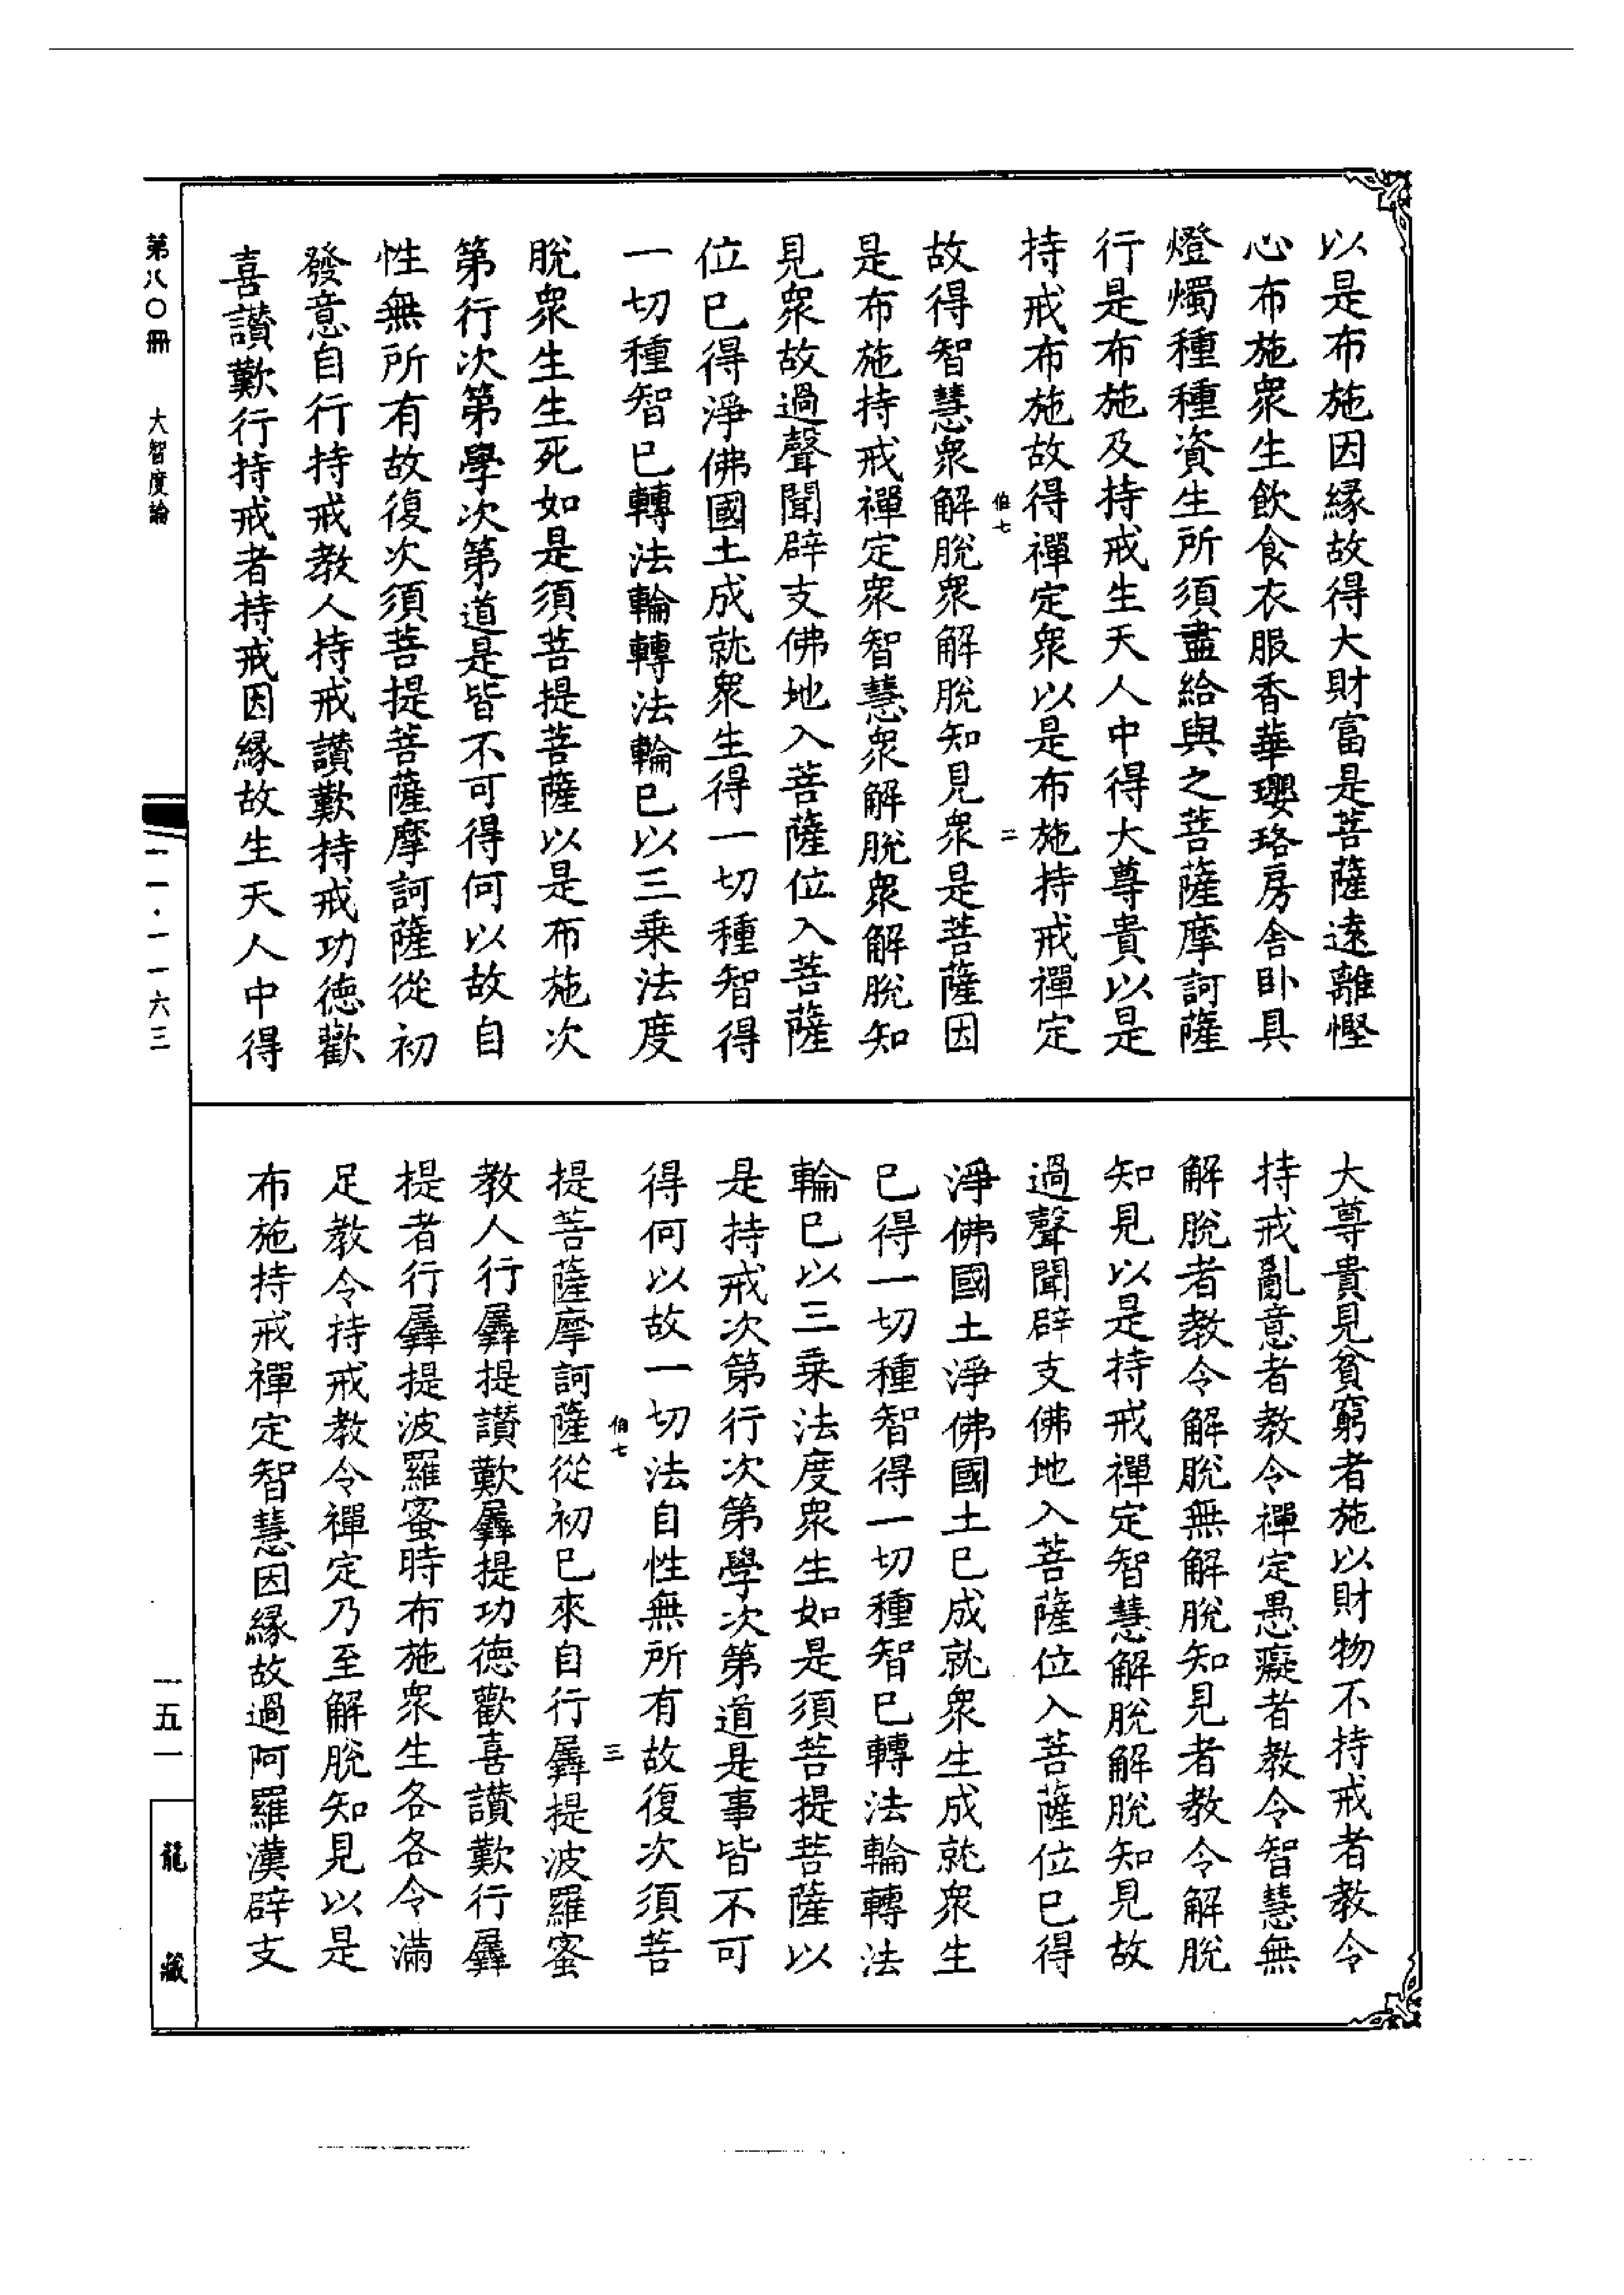 以是布施因緣故得大財富是菩薩遠離慳
心布施衆生飲食衣服香華瓔珞房舍卧具
燈燭種種資生所須盡給與之菩薩摩訶薩
行是布施及持戒生天人中得大尊貴以是
持戒布施故得禪定衆以是布施持戒禪定
伯七 二
故得智慧衆解脫衆解脫知見衆是菩薩因
是布施持戒禪定衆智慧衆解脫衆解脫知
見衆故過聲聞辟支佛地入菩薩位入菩薩
位已得淨佛國土成就衆生得一切種智得
一切種智已轉法輪轉法輪已以三乘法度
脫衆生生死如是須菩提菩薩以是布施次
第行次第學次第道是皆不可得何以故自
性無所有故復次須菩提菩薩摩訶薩從初
發意自行持戒教人持戒讃歎持戒功德歡
喜讃歎行持戒者持戒因緣故生天人中得
大尊貴見貧窮者施以財物不持戒者教令
持戒亂意者教令禪定愚癡者教令智慧無
解脫者教令解脫無解脫知見者教令解脫
知見以是持戒禪定智慧解脫解脫知見故
過聲聞辟支佛地入菩薩位入菩薩位已得
淨佛國土淨佛國土已成就衆生成就衆生
已得一切種智得一切種智已轉法輪轉法
輪已以三乘法度衆生如是須菩提菩薩以
是持戒次第行次第學次第道是事皆不可
得何以故一切法自性無所有故復次須菩
伯七 三
提菩薩摩訶薩從初已來自行羼提波羅蜜
教人行羼提讃歎羼提功德歡喜讃歎行羼
提者行羼提波羅蜜時布施衆生各各令滿
足教令持戒教令禪定乃至解脫知見以是
布施持戒禪定智慧因緣故過阿羅漢辟支
第八〇冊 大智度論
一一·一一六三
一五一
龍藏